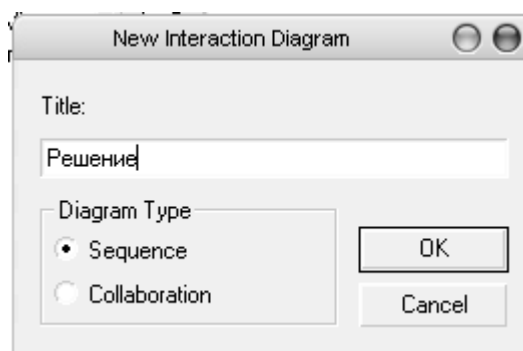 New Interaction Diagram
Title:
Решение
Diagram Type
Sequence
OK
Collaboration
Cancel